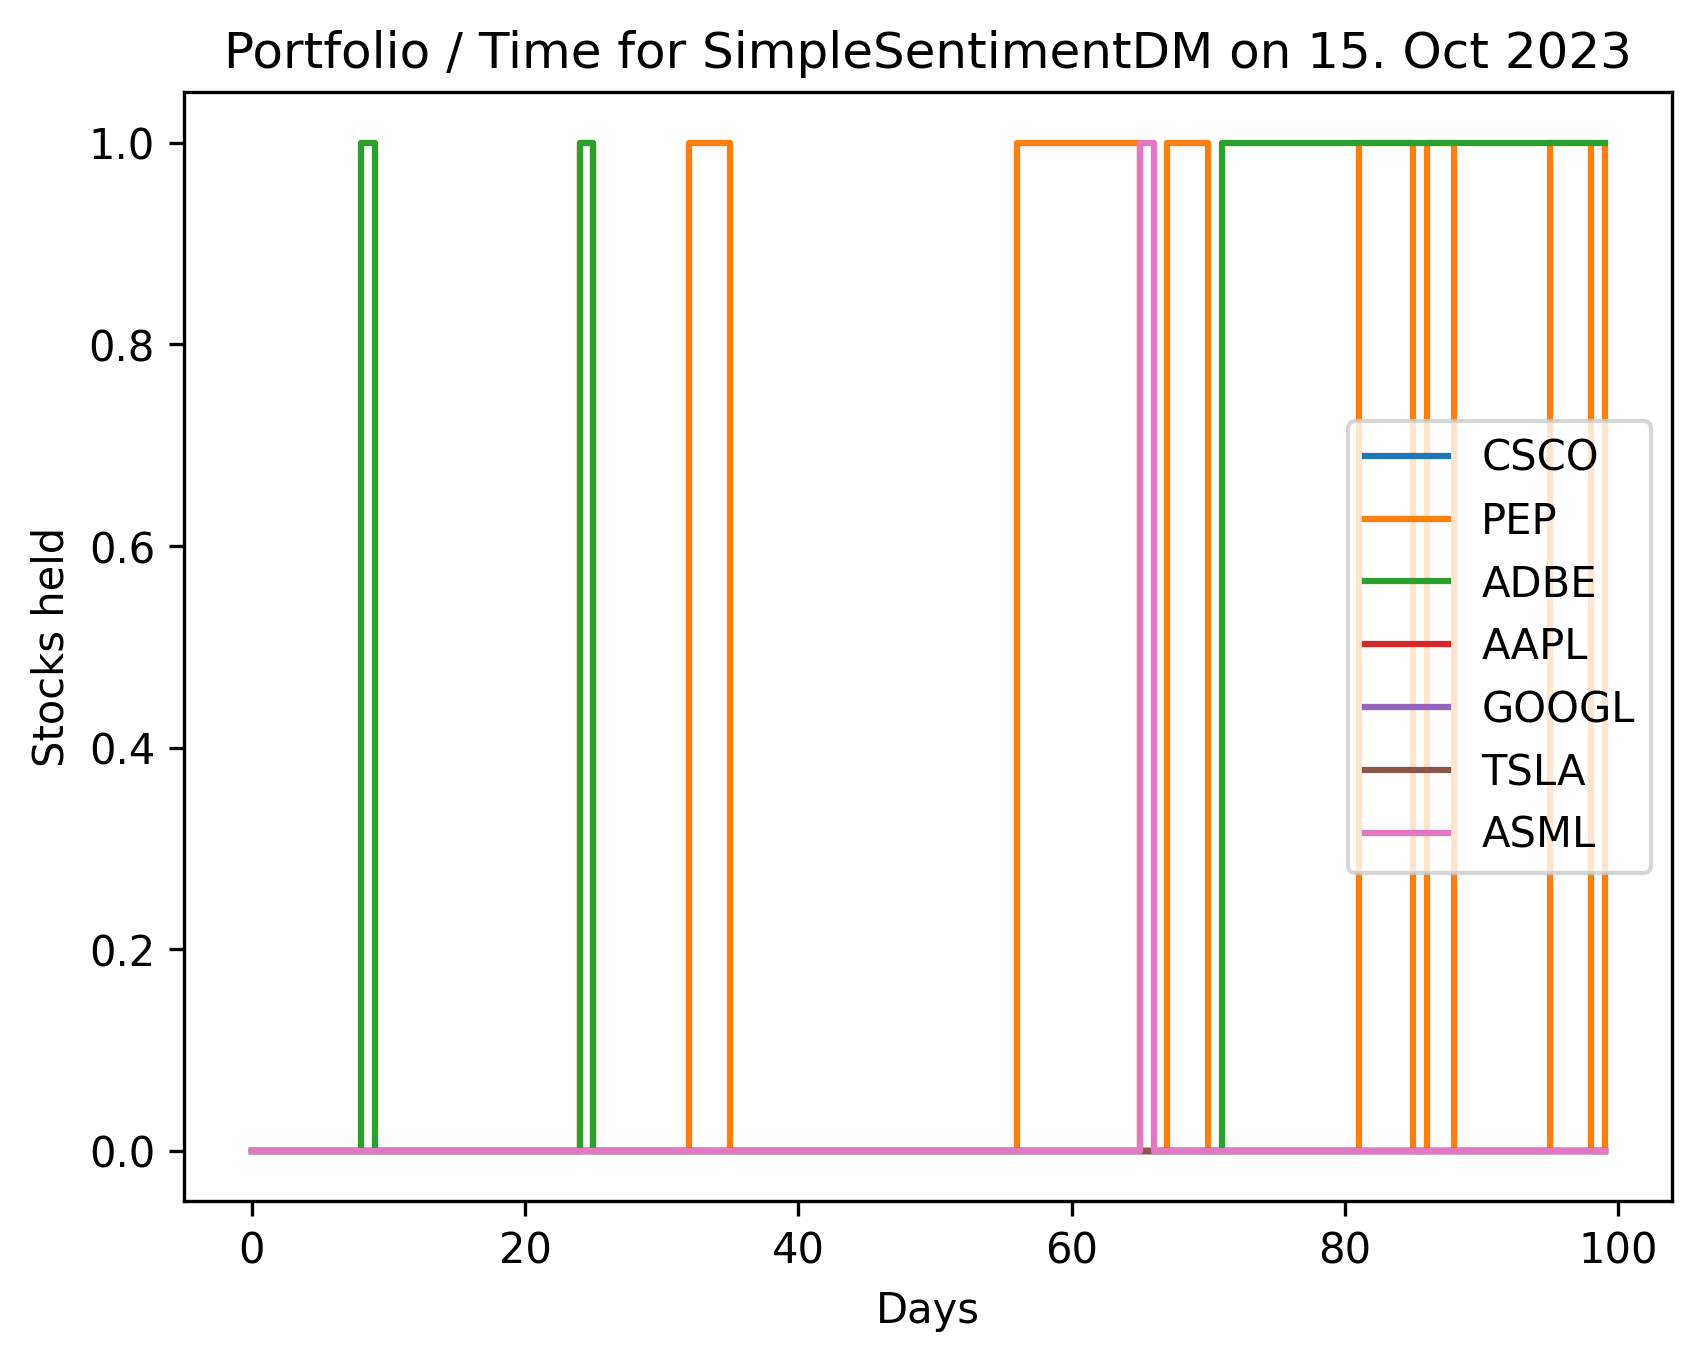 Portfolio / Time for SimpleSentimentDM on 15. Oct 2023
1.0
0.8
0.6
0.4
0.2
0.0
Stocks held
CSCO
PEP
ADBE
AAPL
GOOGL
TSLA
ASML
0 20 40 60 80 100
Days